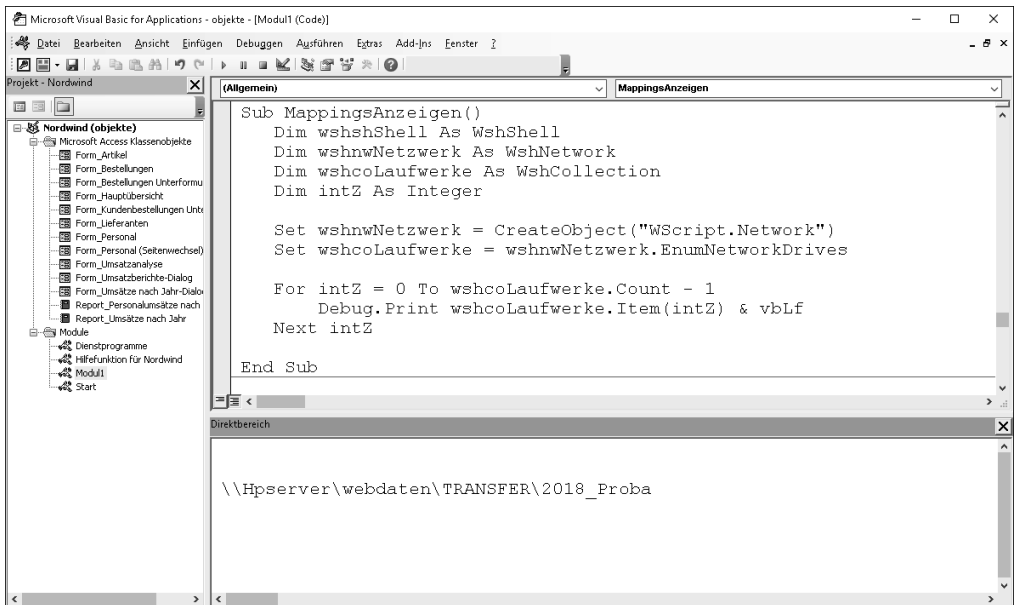 Microsoft Visual Basic for Applications - objekte - [Modul1 (Code)]
Datei Bearbeiten Ansicht Einfügen Debuggen Ausführen Extras Add-Ins Fenster ?
Projekt - Nordwind
Nordwind (objekte)
Microsoft Access Klassenobjekte
Form_Artikel
Form_Bestellungen
Form_Bestellungen Unterformu
Form_Hauptübersicht
Form_Kundenbestellungen Unte
Form_Lieferanten
Form_Personal
Form_Personal (Seitenwechsel)
Form_Umsatzanalyse
Form_Umsatzberichte-Dialog
Form_Umsätze nach Jahr-Dialo
Report_Personalumsätze nach
Report_Umsätze nach Jahr
Module
Dienstprogramme
Hilfefunktion für Nordwind
Modul1
Start
(Allgemein) MappingsAnzeigen
Sub MappingsAnzeigen()
Dim wshshShell As WshShell
Dim wshnwNetzwerk As WshNetwork
Dim wshcoLaufwerke As WshCollection
Dim intZ As Integer
Set wshnwNetzwerk = CreateObject("WScript.Network")
Set wshcoLaufwerke = wshnwNetzwerk.EnumNetworkDrives
For intZ = 0 To wshcoLaufwerke.Count - 1
Debug.Print wshcoLaufwerke.Item(intZ) & vbLf
Next intZ
End Sub
Direktbereich
\\Hpserver\webdaten\TRANSFER\2018_Proba